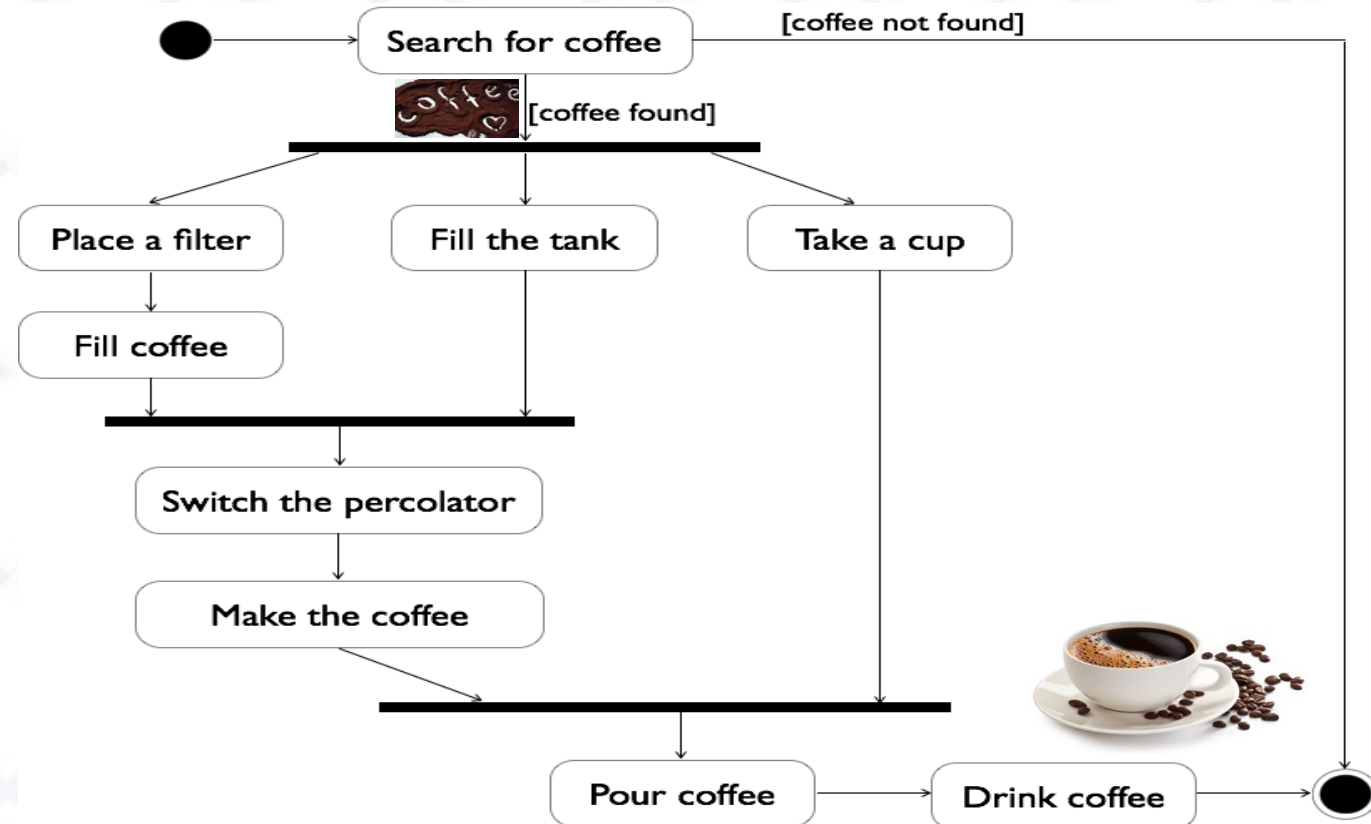 [coffee not found]
Search for coffee
coffee
[coffee found]
Place a filter
Fill the tank
Take a cup
Fill coffee
Switch the percolator
Make the coffee
Pour coffee
Drink coffee